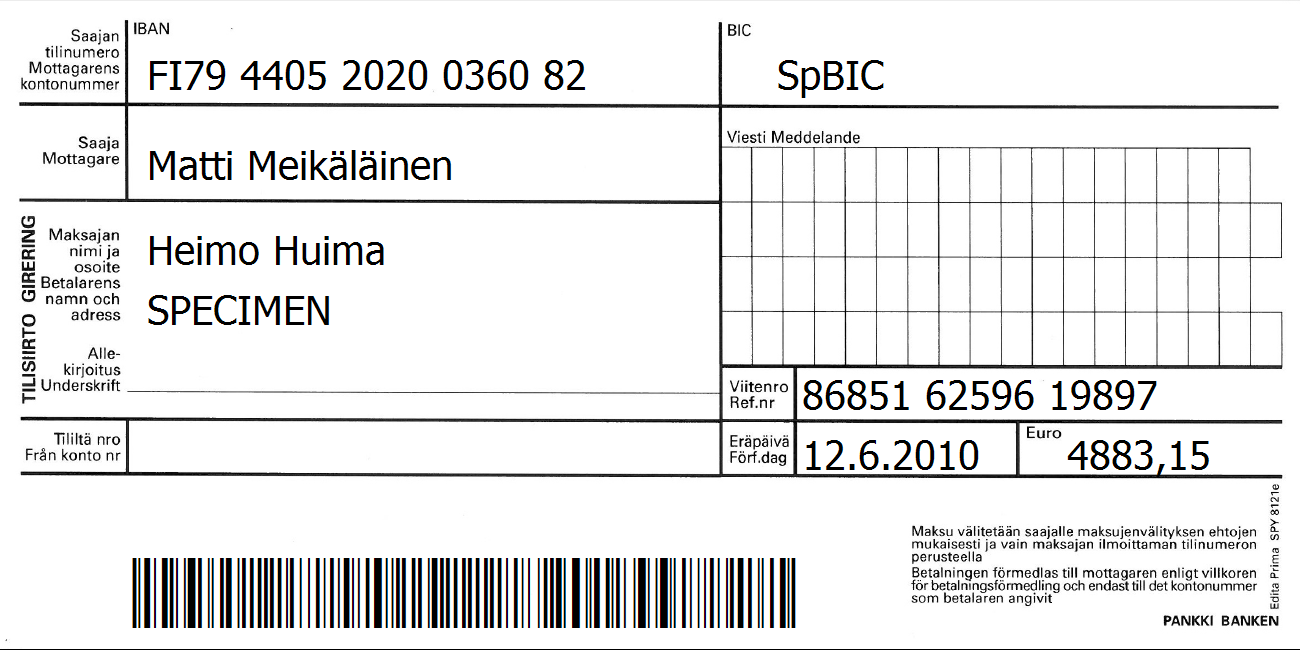 Saajan
tilinumero
Mottagarens
kontonummer
IBAN
FI79 4405 2020 0360 82
BIC
SpBIC
Saaja
Mottagare
Matti Meikäläinen
Viesti Meddelande
TILISIIRTO GIRERING
Maksajan
nimi ja
osoite
Betalarens
namn och
adress
Heimo Huima
SPECIMEN
Alle-
kirjoitus
Underskrift
Viitenro
Ref.nr
86851 62596 19897
Tililtä nro
Från konto nr
Eräpäivä
Förf.dag
12.6.2010
Euro
4883,15
Maksu välitetään saajalle maksujenvälityksen ehtojen
mukaisesti ja vain maksajan ilmoittaman tilinumeron
perusteella
Betalningen förmedlas till mottagaren enligt villkoren
för betalningsförmedling och endast till det kontonummer
som betalaren angivit
PANKKI BANKEN
Edita Prima SPY 8121e